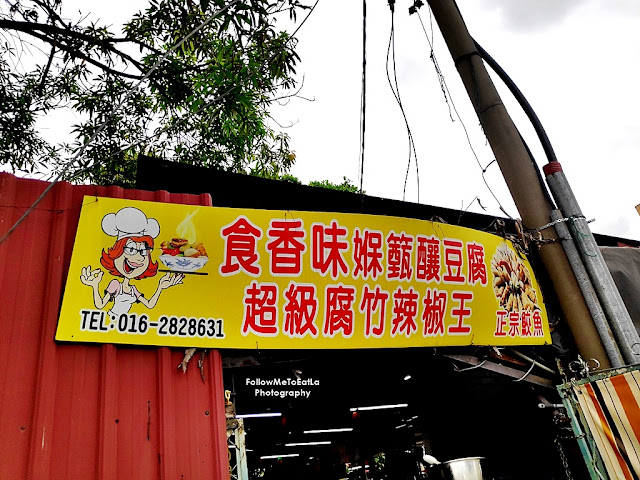 食香味媬甑釀豆腐
超級腐竹辣椒王
正宗鹹魚
TEL:016-2828631
FollowMeToEatLa
Photography